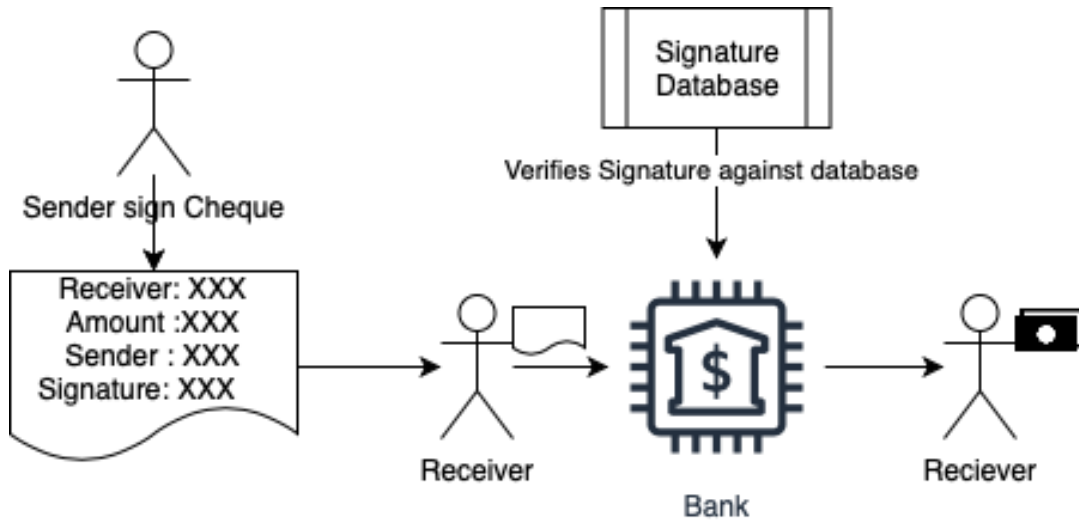 Signature
Database
Verifies Signature against database
Sender sign Cheque
Receiver: XXX
Amount :XXX
Sender : XXX
Signature: XXX
$
Receiver
Bank
Reciever